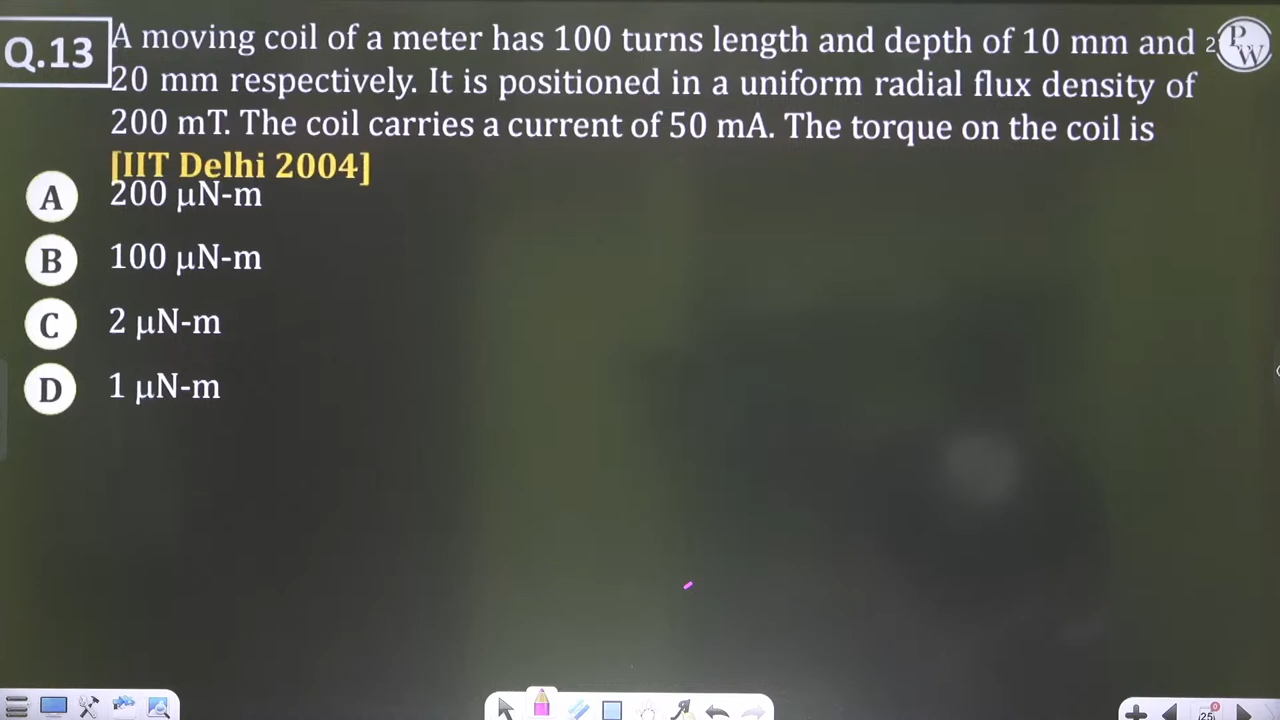 Q.13
A moving coil of a meter has 100 turns length and depth of 10 mm and
20 mm respectively. It is positioned in a uniform radial flux density of
200 mT. The coil carries a current of 50 mA. The torque on the coil is
[IIT Delhi 2004]
A 200 μN-m
B 100 μN-m
C 2 μN-m
D 1 μN-m
PW
25